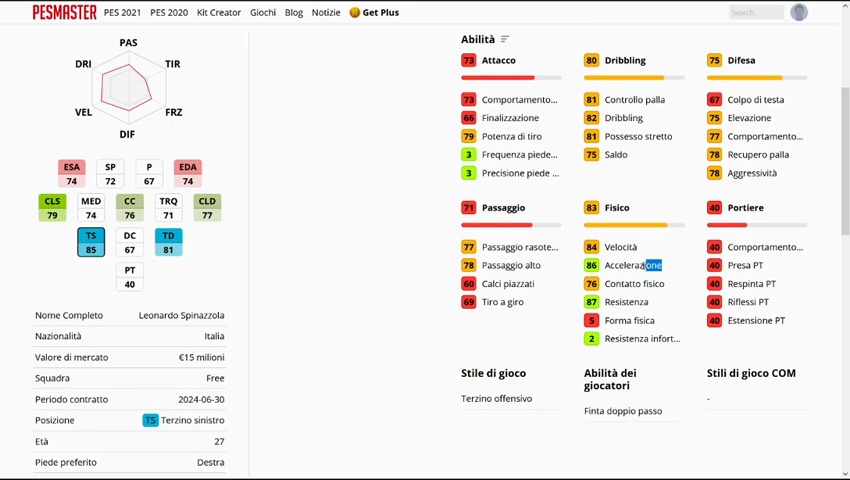 PESMASTER PES 2021 PES 2020 Kit Creator Giochi Blog Notizie Get Plus Search
PAS
DRI TIR
VEL FRZ
DIF
ESA SP P EDA
74 72 67 74
CLS MED CC TRQ CLD
79 74 76 71 77
TS DC TD
85 67 81
PT
40
Nome Completo Leonardo Spinazzola
Nazionalità Italia
Valore di mercato €15 milioni
Squadra Free
Periodo contratto 2024-06-30
Posizione TS Terzino sinistro
Età 27
Piede preferito Destra
Abilità
73 Attacco
73 Comportamento...
66 Finalizzazione
79 Potenza di tiro
3 Frequenza piede...
3 Precisione piede ...
80 Dribbling
81 Controllo palla
82 Dribbling
81 Possesso stretto
75 Saldo
75 Difesa
67 Colpo di testa
75 Elevazione
77 Comportamento...
78 Recupero palla
78 Aggressività
71 Passaggio
77 Passaggio rasote...
78 Passaggio alto
60 Calci piazzati
69 Tiro a giro
83 Fisico
84 Velocità
86 Accelerazione
76 Contatto fisico
87 Resistenza
5 Forma fisica
2 Resistenza infort...
40 Portiere
40 Comportamento...
40 Presa PT
40 Respinta PT
40 Riflessi PT
40 Estensione PT
Stile di gioco
Terzino offensivo
Abilità dei
giocatori
Finta doppio passo
Stili di gioco COM
-